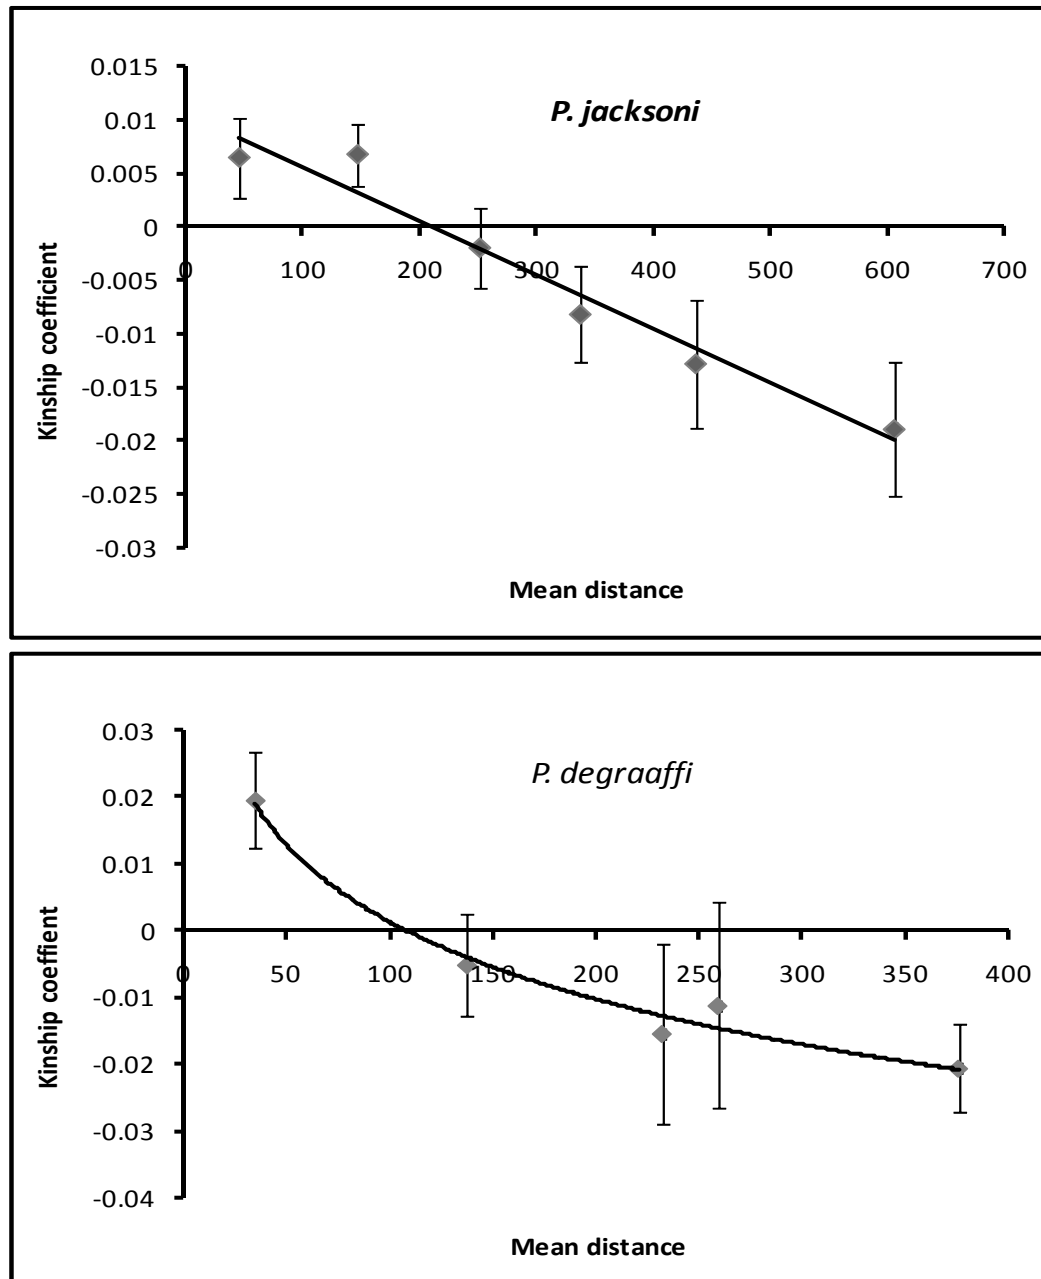 0.015
0.01
0.005
0
-0.005
-0.01
-0.015
-0.02
-0.025
-0.03
0 100 200 300 400 500 600 700
P. jacksoni
Kinship coefficient
Mean distance
0.03
0.02
0.01
0
-0.01
-0.02
-0.03
-0.04
0 50 100 150 200 250 300 350 400
P. degraaffi
Kinship coeffient
Mean distance